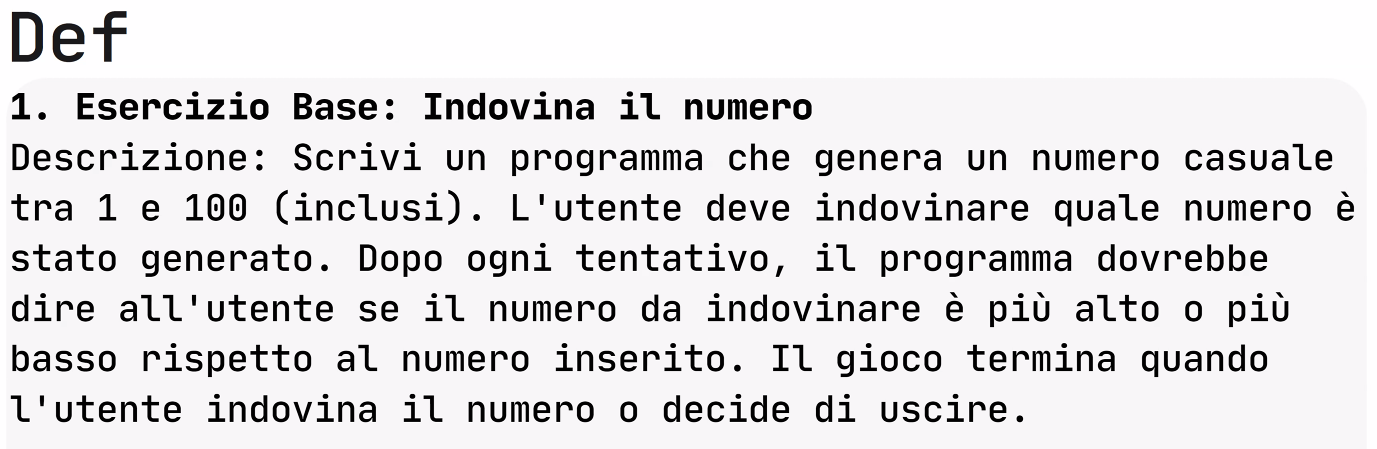 Def
1. Esercizio Base: Indovina il numero
Descrizione: Scrivi un programma che genera un numero casuale
tra 1 e 100 (inclusi). L'utente deve indovinare quale numero è
stato generato. Dopo ogni tentativo, il programma dovrebbe
dire all'utente se il numero da indovinare è più alto o più
basso rispetto al numero inserito. Il gioco termina quando
l'utente indovina il numero o decide di uscire.